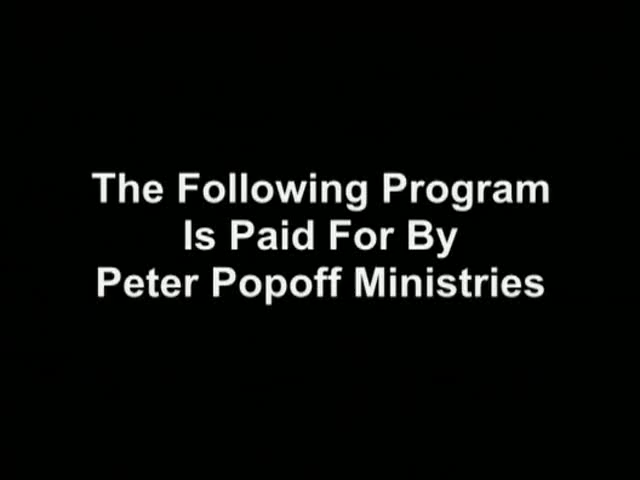 The Following Program
Is Paid For By
Peter Popoff Ministries